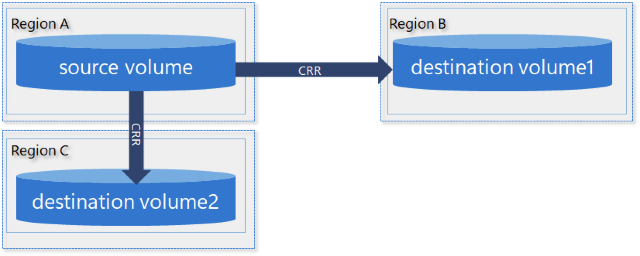 Region A
source volume
CRR
Region B
destination volume1
CRR
Region C
destination volume2